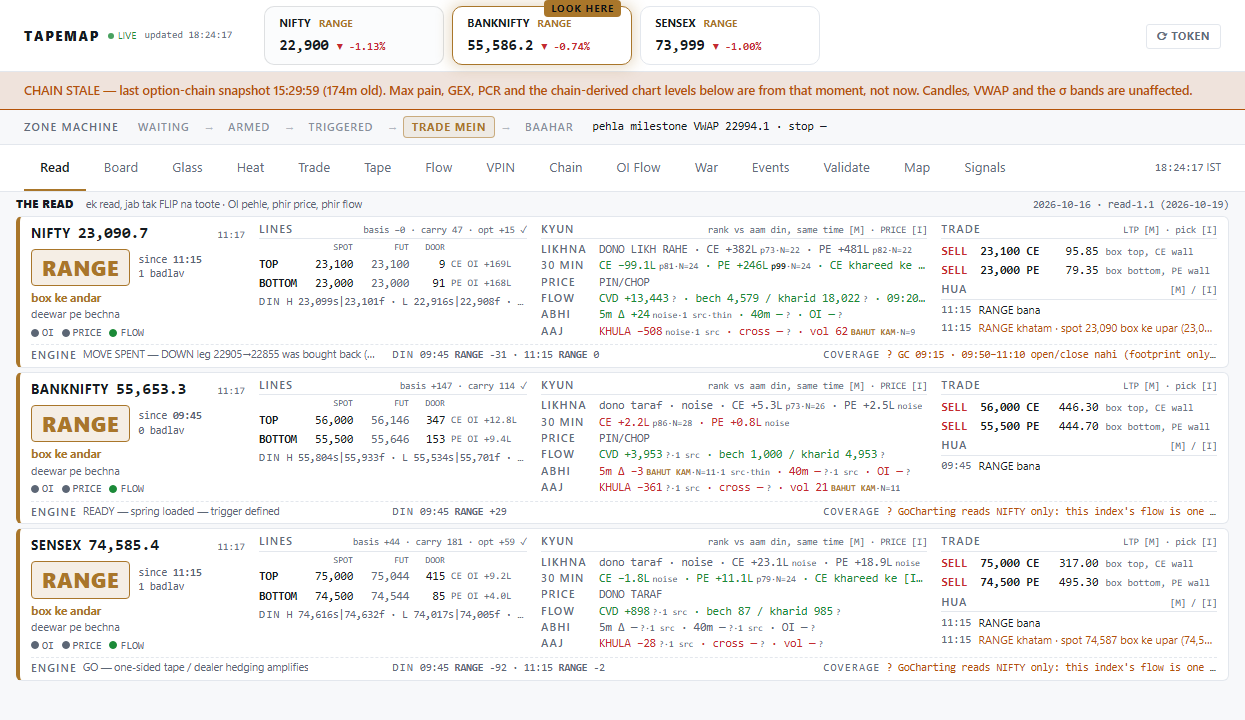 TAPEMAP ● LIVE updated 18:24:17
NIFTY RANGE
22,900 ▼ -1.13%
LOOK HERE
BANKNIFTY RANGE
55,586.2 ▼ -0.74%
SENSEX RANGE
73,999 ▼ -1.00%
⟳ TOKEN
CHAIN STALE — last option-chain snapshot 15:29:59 (174m old). Max pain, GEX, PCR and the chain-derived chart levels below are from that moment, not now. Candles, VWAP and the σ bands are unaffected.
ZONE MACHINE WAITING → ARMED → TRIGGERED → TRADE MEIN → BAAHAR pehla milestone VWAP 22994.1 · stop —
Read Board Glass Heat Trade Tape Flow VPIN Chain OI Flow War Events Validate Map Signals 18:24:17 IST
THE READ ek read, jab tak FLIP na toote · OI pehle, phir price, phir flow 2026-10-16 · read-1.1 (2026-10-19)
NIFTY 23,090.7 11:17
RANGE since 11:15
1 badlav
box ke andar
deewar pe bechna
● OI ● PRICE ● FLOW
LINES basis −0 · carry 47 · opt +15 ✓
SPOT FUT DOOR
TOP 23,100 23,100 9 CE OI +169L
BOTTOM 23,000 23,000 91 PE OI +168L
DIN H 23,099s|23,101f · L 22,916s|22,908f · …
KYUN rank vs aam din, same time [M] · PRICE [I]
LIKHNA DONO LIKH RAHE · CE +382L p73·N=22 · PE +481L p82·N=22
30 MIN CE −99.1L p81·N=24 · PE +246L p99·N=24 · CE khareed ke …
PRICE PIN/CHOP
FLOW CVD +13,443 ? · bech 4,579 / kharid 18,022 ? · 09:20…
ABHI 5m Δ +24 noise·1 src·thin · 40m — ? · OI — ?
AAJ KHULA −508 noise·1 src · cross — ? · vol 62 BAHUT KAM·N=9
TRADE LTP [M] · pick [I]
SELL 23,100 CE 95.85 box top, CE wall
SELL 23,000 PE 79.35 box bottom, PE wall
HUA [M] / [I]
11:15 RANGE bana
11:15 RANGE khatam · spot 23,090 box ke upar (23,0…
ENGINE MOVE SPENT — DOWN leg 22905→22855 was bought back (… DIN 09:45 RANGE -31 · 11:15 RANGE 0 COVERAGE ? GC 09:15 · 09:50–11:10 open/close nahi (footprint only…
BANKNIFTY 55,653.3 11:17
RANGE since 09:45
0 badlav
box ke andar
deewar pe bechna
● OI ● PRICE ● FLOW
LINES basis +147 · carry 114 ✓
SPOT FUT DOOR
TOP 56,000 56,146 347 CE OI +12.8L
BOTTOM 55,500 55,646 153 PE OI +9.4L
DIN H 55,804s|55,933f · L 55,534s|55,701f · …
KYUN rank vs aam din, same time [M] · PRICE [I]
LIKHNA dono taraf · noise · CE +5.3L p73·N=26 · PE +2.5L noise
30 MIN CE +2.2L p86·N=28 · PE +0.8L noise
PRICE PIN/CHOP
FLOW CVD +3,953 ?·1 src · bech 1,000 / kharid 4,953 ?
ABHI 5m Δ −3 BAHUT KAM·N=11·1 src·thin · 40m — ?·1 src · OI — ?
AAJ KHULA −361 ?·1 src · cross — ? · vol 21 BAHUT KAM·N=11
TRADE LTP [M] · pick [I]
SELL 56,000 CE 446.30 box top, CE wall
SELL 55,500 PE 444.70 box bottom, PE wall
HUA [M] / [I]
09:45 RANGE bana
ENGINE READY — spring loaded — trigger defined DIN 09:45 RANGE +29 COVERAGE ? GoCharting reads NIFTY only: this index's flow is one …
SENSEX 74,585.4 11:17
RANGE since 11:15
1 badlav
box ke andar
deewar pe bechna
● OI ● PRICE ● FLOW
LINES basis +44 · carry 181 · opt +59 ✓
SPOT FUT DOOR
TOP 75,000 75,044 415 CE OI +9.2L
BOTTOM 74,500 74,544 85 PE OI +4.0L
DIN H 74,616s|74,632f · L 74,017s|74,005f · …
KYUN rank vs aam din, same time [M] · PRICE [I]
LIKHNA dono taraf · noise · CE +23.1L noise · PE +18.9L noise
30 MIN CE −1.8L noise · PE +11.1L p79·N=24 · CE khareed ke [I…
PRICE DONO TARAF
FLOW CVD +898 ?·1 src · bech 87 / kharid 985 ?
ABHI 5m Δ — ?·1 src · 40m — ?·1 src · OI — ?
AAJ KHULA −28 ?·1 src · cross — ? · vol — ?
TRADE LTP [M] · pick [I]
SELL 75,000 CE 317.00 box top, CE wall
SELL 74,500 PE 495.30 box bottom, PE wall
HUA [M] / [I]
11:15 RANGE bana
11:15 RANGE khatam · spot 74,587 box ke upar (74,5…
ENGINE GO — one-sided tape / dealer hedging amplifies DIN 09:45 RANGE -92 · 11:15 RANGE -2 COVERAGE ? GoCharting reads NIFTY only: this index's flow is one …